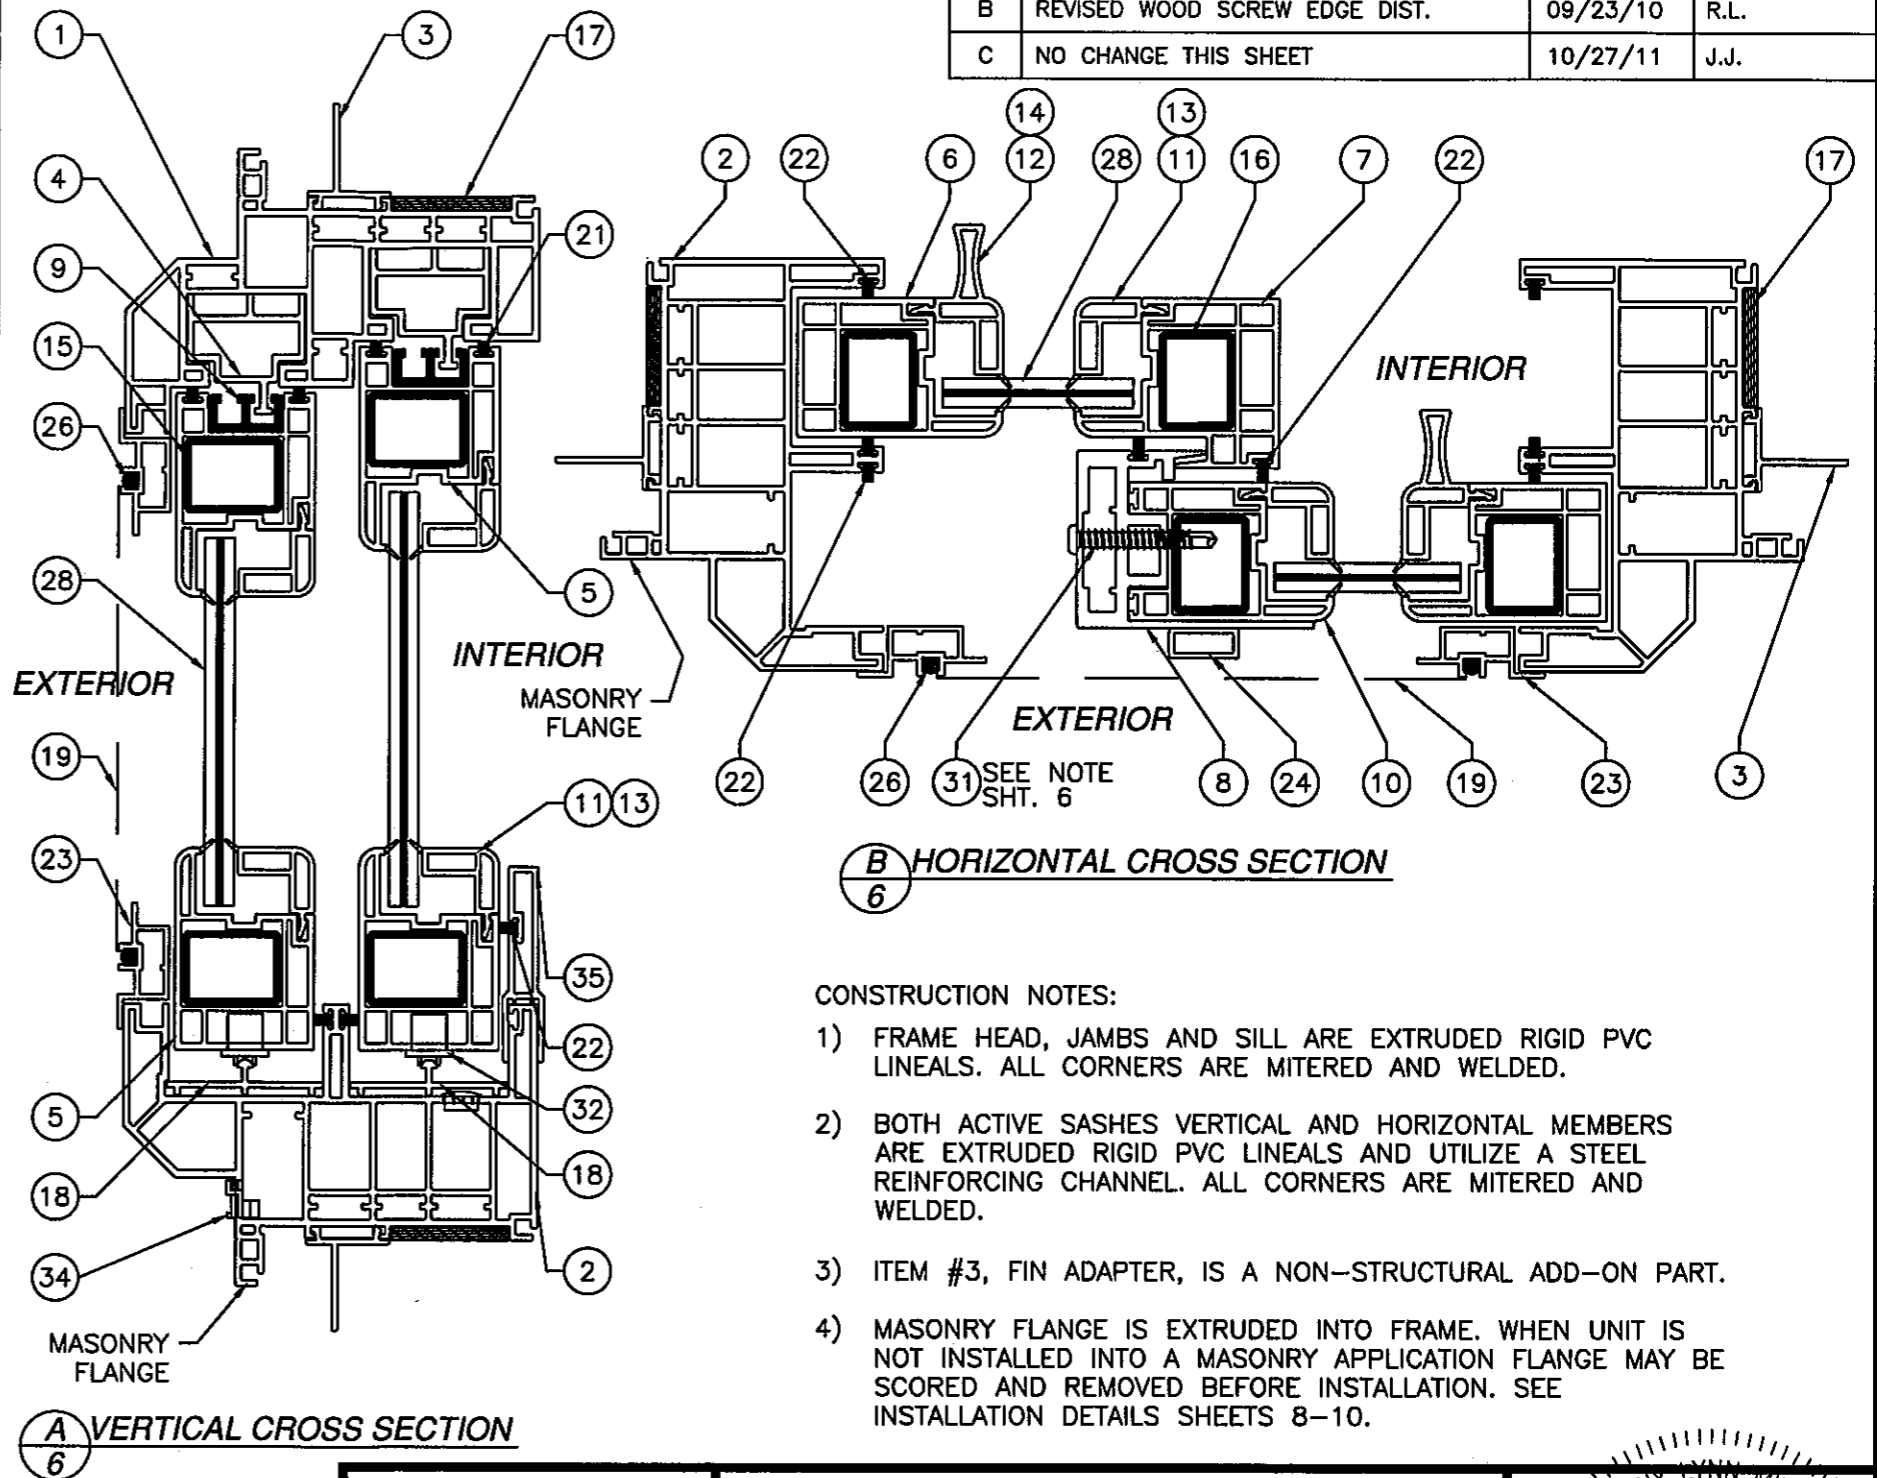 B REVISED WOOD SCREW EDGE DIST. 09/23/10 R.L.
C NO CHANGE THIS SHEET 10/27/11 J.J.
1
3
17
4
9
15
26
28
21
5
EXTERIOR
INTERIOR
MASONRY
FLANGE
19
11 13
23
35
22
5
32
18
18
34
2
MASONRY
FLANGE
A
6
VERTICAL CROSS SECTION
14
13
2
22
6
12
28
11
16
7
22
17
INTERIOR
EXTERIOR
22
26
31
SEE NOTE
SHT. 6
8
24
10
19
23
3
B
6
HORIZONTAL CROSS SECTION
CONSTRUCTION NOTES:
1) FRAME HEAD, JAMBS AND SILL ARE EXTRUDED RIGID PVC
LINEALS. ALL CORNERS ARE MITERED AND WELDED.
2) BOTH ACTIVE SASHES VERTICAL AND HORIZONTAL MEMBERS
ARE EXTRUDED RIGID PVC LINEALS AND UTILIZE A STEEL
REINFORCING CHANNEL. ALL CORNERS ARE MITERED AND
WELDED.
3) ITEM #3, FIN ADAPTER, IS A NON-STRUCTURAL ADD-ON PART.
4) MASONRY FLANGE IS EXTRUDED INTO FRAME. WHEN UNIT IS
NOT INSTALLED INTO A MASONRY APPLICATION FLANGE MAY BE
SCORED AND REMOVED BEFORE INSTALLATION. SEE
INSTALLATION DETAILS SHEETS 8-10.
LYNN